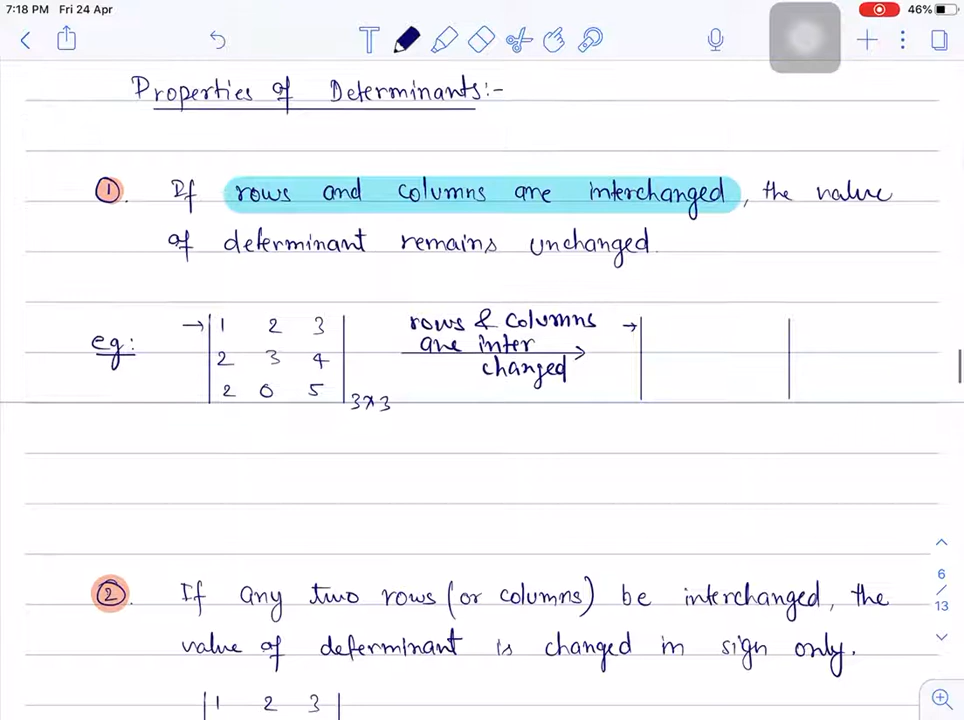 7:18 PM Fri 24 Apr 46%
Properties of Determinants:-
① If rows and columns are interchanged, the value
of determinant remains unchanged.
eg: → | 1 2 3 | rows & columns → | |
| 2 3 4 | are inter
| 2 0 5 | 3×3 changed
6
/
13
② If any two rows (or columns) be interchanged, the
value of determinant is changed in sign only.
| 1 2 3 |